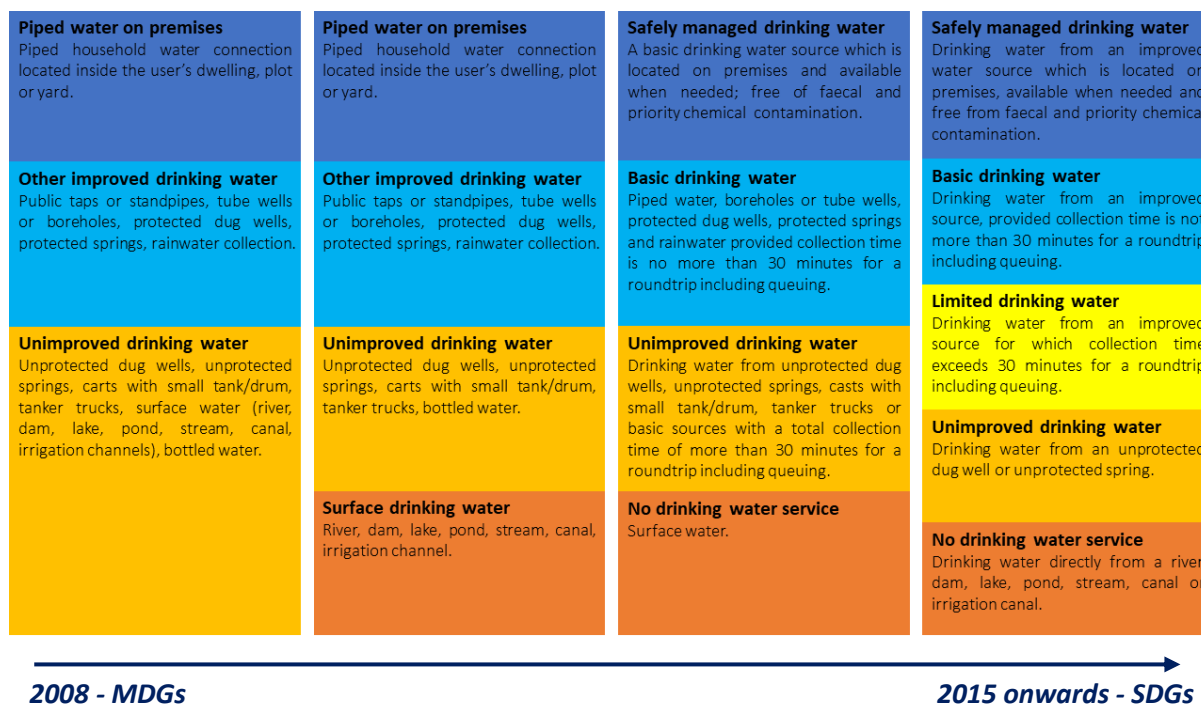 Piped water on premises
Piped household water connection
located inside the user's dwelling, plot
or yard.
Other improved drinking water
Public taps or standpipes, tube wells
or boreholes, protected dug wells,
protected springs, rainwater collection.
Unimproved drinking water
Unprotected dug wells, unprotected
springs, carts with small tank/drum,
tanker trucks, surface water (river,
dam, lake, pond, stream, canal,
irrigation channels), bottled water.
Piped water on premises
Piped household water connection
located inside the user's dwelling, plot
or yard.
Other improved drinking water
Public taps or standpipes, tube wells
or boreholes, protected dug wells,
protected springs, rainwater collection.
Unimproved drinking water
Unprotected dug wells, unprotected
springs, carts with small tank/drum,
tanker trucks, bottled water.
Surface drinking water
River, dam, lake, pond, stream, canal,
irrigation channel.
Safely managed drinking water
A basic drinking water source which is
located on premises and available
when needed; free of faecal and
priority chemical contamination.
Basic drinking water
Piped water, boreholes or tube wells,
protected dug wells, protected springs
and rainwater provided collection time
is no more than 30 minutes for a
roundtrip including queuing.
Unimproved drinking water
Drinking water from unprotected dug
wells, unprotected springs, casts with
small tank/drum, tanker trucks or
basic sources with a total collection
time of more than 30 minutes for a
roundtrip including queuing.
No drinking water service
Surface water.
Safely managed drinking water
Drinking water from an improved
water source which is located on
premises, available when needed and
free from faecal and priority chemical
contamination.
Basic drinking water
Drinking water from an improved
source, provided collection time is not
more than 30 minutes for a roundtrip
including queuing.
Limited drinking water
Drinking water from an improved
source for which collection time
exceeds 30 minutes for a roundtrip
including queuing.
Unimproved drinking water
Drinking water from an unprotected
dug well or unprotected spring.
No drinking water service
Drinking water directly from a river
dam, lake, pond, stream, canal or
irrigation canal.
2008 - MDGs
2015 onwards - SDGs